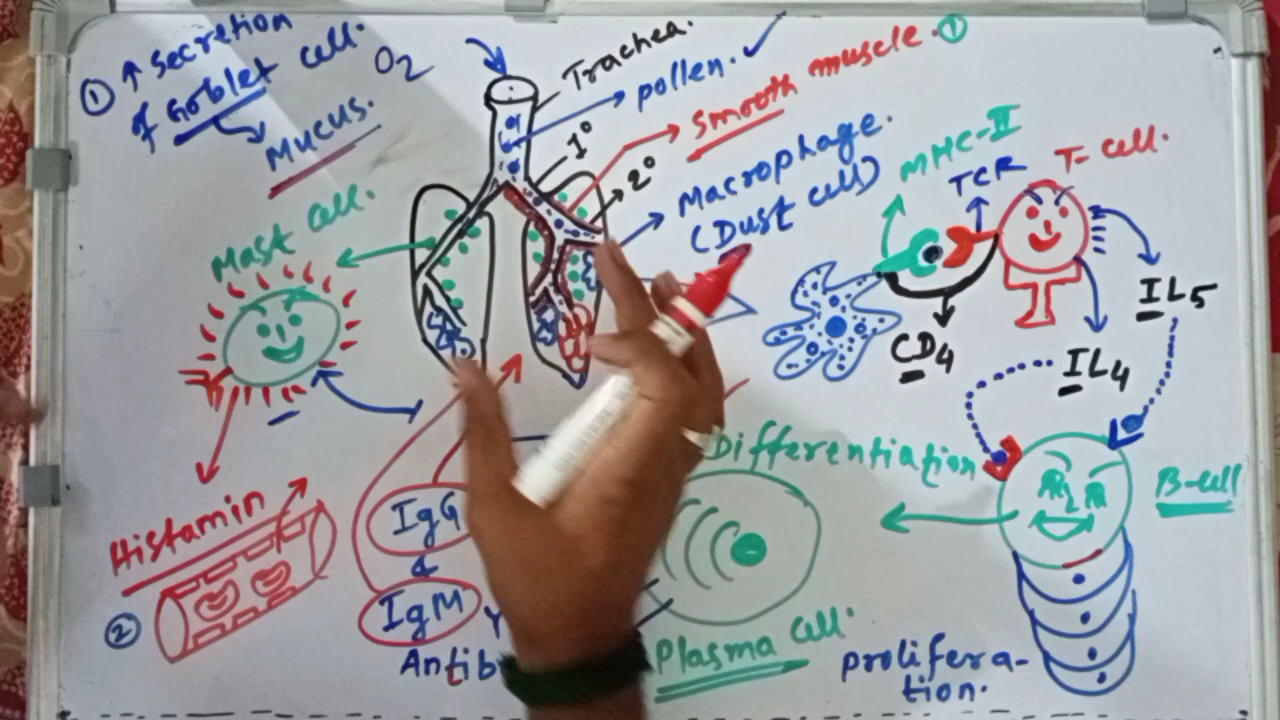 ① ↑ secretion
of Goblet cell.
Mucus.
O2
Trachea.
pollen. ✓
smooth muscle. ①
1°
2°
Macrophage.
(Dust cell)
Mast cell.
MHC-II
TCR
T-cell.
IL5
CD4
IL4
Differentiation
B-cell
Histamin
②
IgG
&
IgM
Y
Antib
Plasma cell.
prolifera-
tion.